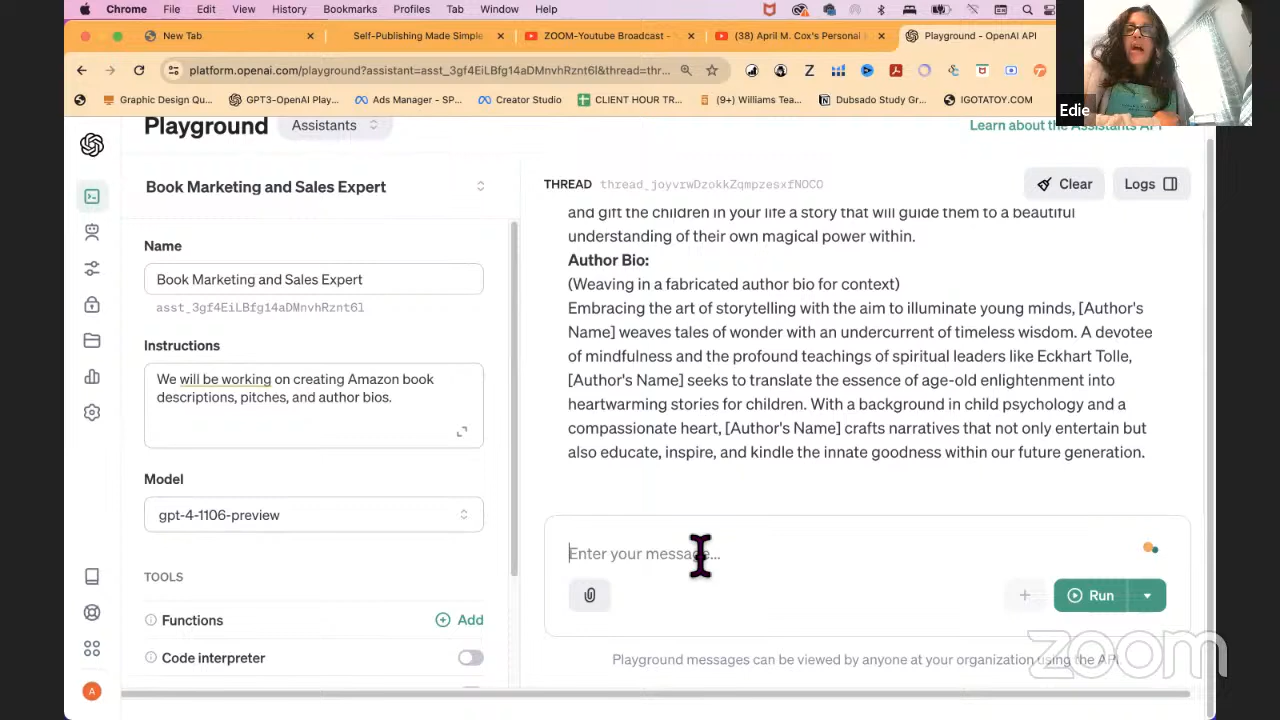 Chrome File Edit View History Bookmarks Profiles Tab Window Help
New Tab Self-Publishing Made Simple ZOOM-Youtube Broadcast - (38) April M. Cox's Personal Playground - OpenAI API
platform.openai.com/playground?assistant=asst_3gf4EiLBfg14aDMnvhRznt6l&thread=thr...
Graphic Design Qu... GPT3-OpenAI Play... Ads Manager - SP... Creator Studio CLIENT HOUR TR... (9+) Williams Tea... Dubsado Study Gr... IGOTATOY.COM
Edie
Playground Assistants Learn about the Assistants API
Book Marketing and Sales Expert
THREAD thread_joyvrwDzokkZqmpzesxfNOCO Clear Logs
Name
Book Marketing and Sales Expert
asst_3gf4EiLBfg14aDMnvhRznt6l
Instructions
We will be working on creating Amazon book
descriptions, pitches, and author bios.
Model
gpt-4-1106-preview
TOOLS
Functions Add
Code interpreter
A
and gift the children in your life a story that will guide them to a beautiful
understanding of their own magical power within.
Author Bio:
(Weaving in a fabricated author bio for context)
Embracing the art of storytelling with the aim to illuminate young minds, [Author's
Name] weaves tales of wonder with an undercurrent of timeless wisdom. A devotee
of mindfulness and the profound teachings of spiritual leaders like Eckhart Tolle,
[Author's Name] seeks to translate the essence of age-old enlightenment into
heartwarming stories for children. With a background in child psychology and a
compassionate heart, [Author's Name] crafts narratives that not only entertain but
also educate, inspire, and kindle the innate goodness within our future generation.
Enter your message...
Run
Playground messages can be viewed by anyone at your organization using the API.
zoom